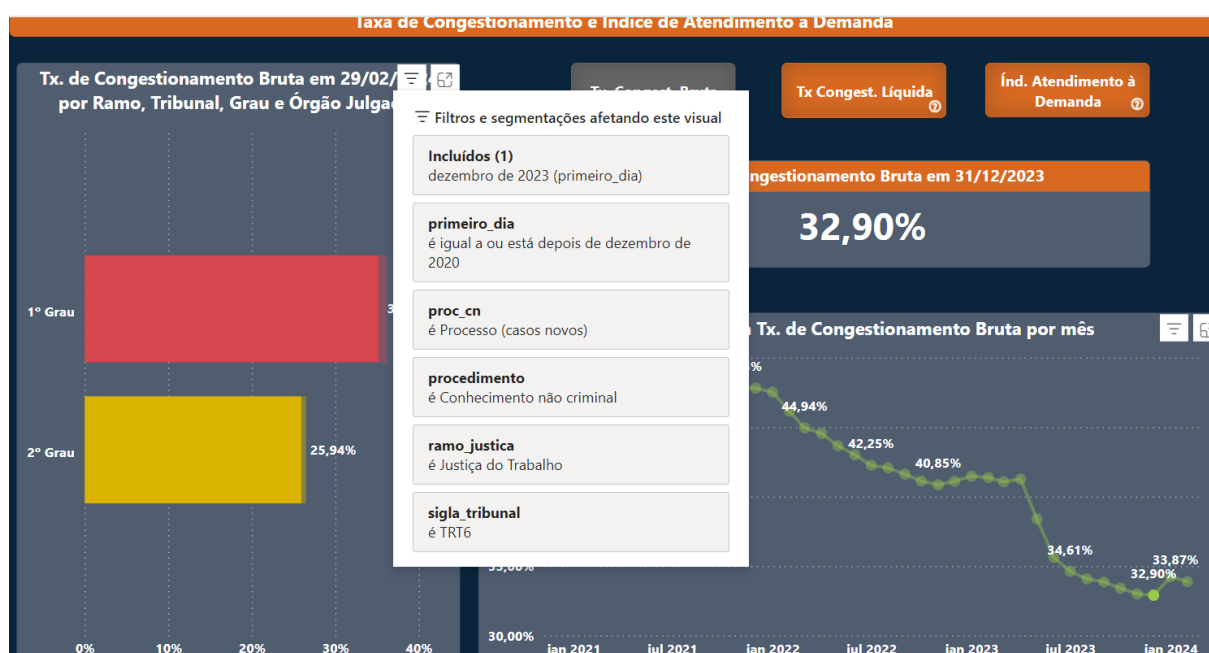 Taxa de Congestionamento e Índice de Atendimento à Demanda
Tx. de Congestionamento Bruta em 29/02/
por Ramo, Tribunal, Grau e Órgão Julga
Tx Congest. Líquida
Índ. Atendimento à
Demanda
Filtros e segmentações afetando este visual
Incluídos (1)
dezembro de 2023 (primeiro_dia)
primeiro_dia
é igual a ou está depois de dezembro de
2020
proc_cn
é Processo (casos novos)
procedimento
é Conhecimento não criminal
ramo_justica
é Justiça do Trabalho
sigla_tribunal
é TRT6
ngestionamento Bruta em 31/12/2023
32,90%
1º Grau
2º Grau
25,94%
0%
10%
20%
30%
40%
Tx. de Congestionamento Bruta por mês
44,94%
42,25%
40,85%
34,61%
33,87%
32,90%
30,00%
jan 2021
jul 2021
jan 2022
jul 2022
jan 2023
jul 2023
jan 2024